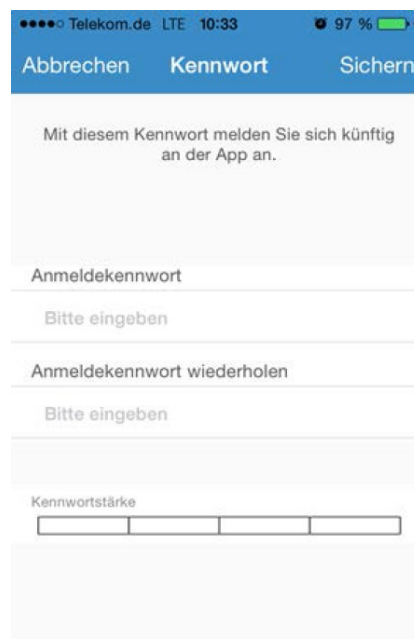 Telekom.de LTE 10:33 97 %
Abbrechen Kennwort Sichern
Mit diesem Kennwort melden Sie sich künftig
an der App an.
Anmeldekennwort
Bitte eingeben
Anmeldekennwort wiederholen
Bitte eingeben
Kennwortstärke